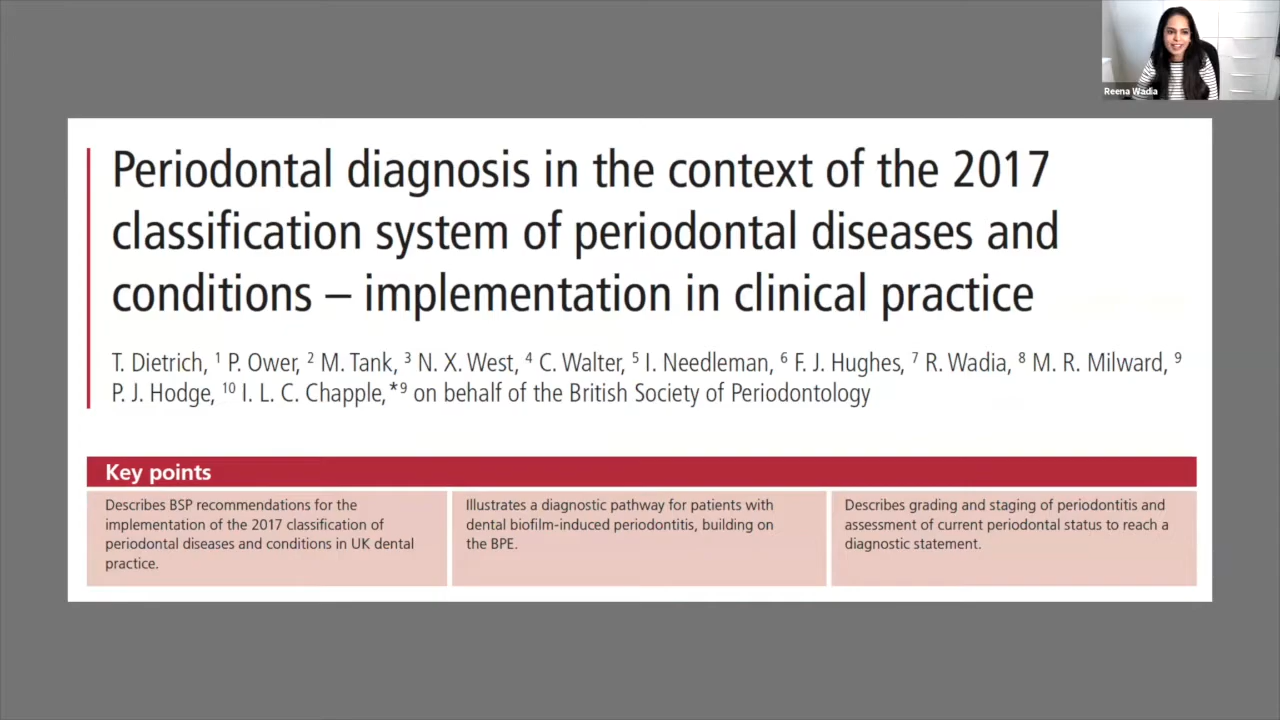 Reena Wadia
Periodontal diagnosis in the context of the 2017
classification system of periodontal diseases and
conditions – implementation in clinical practice
T. Dietrich, ¹ P. Ower, ² M. Tank, ³ N. X. West, ⁴ C. Walter, ⁵ I. Needleman, ⁶ F. J. Hughes, ⁷ R. Wadia, ⁸ M. R. Milward, ⁹
P. J. Hodge, ¹⁰ I. L. C. Chapple,*⁹ on behalf of the British Society of Periodontology
Key points
Describes BSP recommendations for the
implementation of the 2017 classification of
periodontal diseases and conditions in UK dental
practice.
Illustrates a diagnostic pathway for patients with
dental biofilm-induced periodontitis, building on
the BPE.
Describes grading and staging of periodontitis and
assessment of current periodontal status to reach a
diagnostic statement.